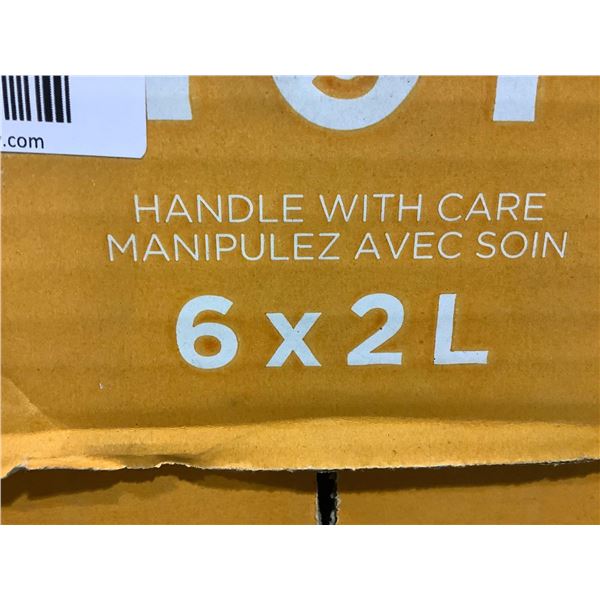 .com
HANDLE WITH CARE
MANIPULEZ AVEC SOIN
6 x 2 L